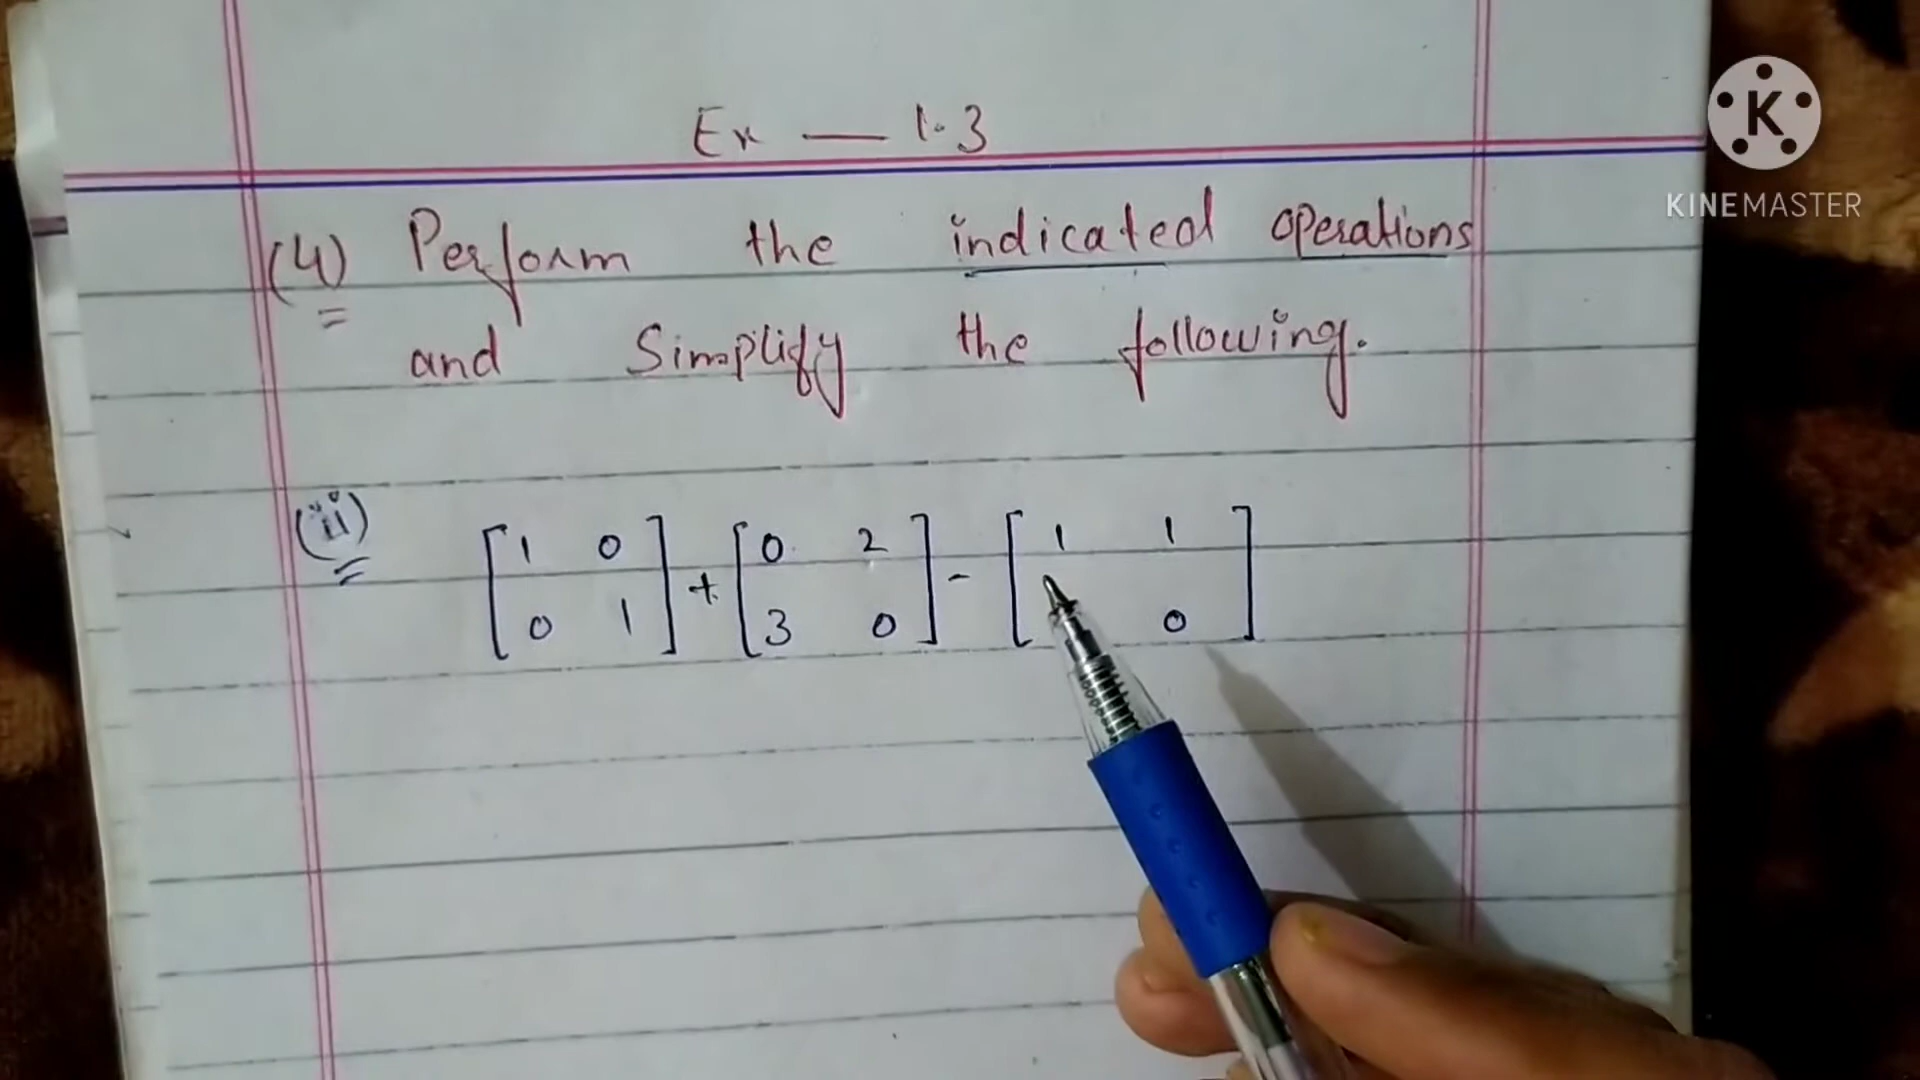 Ex — 1.3
(4) Perform the indicated operations
and Simplify the following.
(ii) [1 0 + [0 2 - [1 1
0 1] 3 0] 0]
K
KINEMASTER